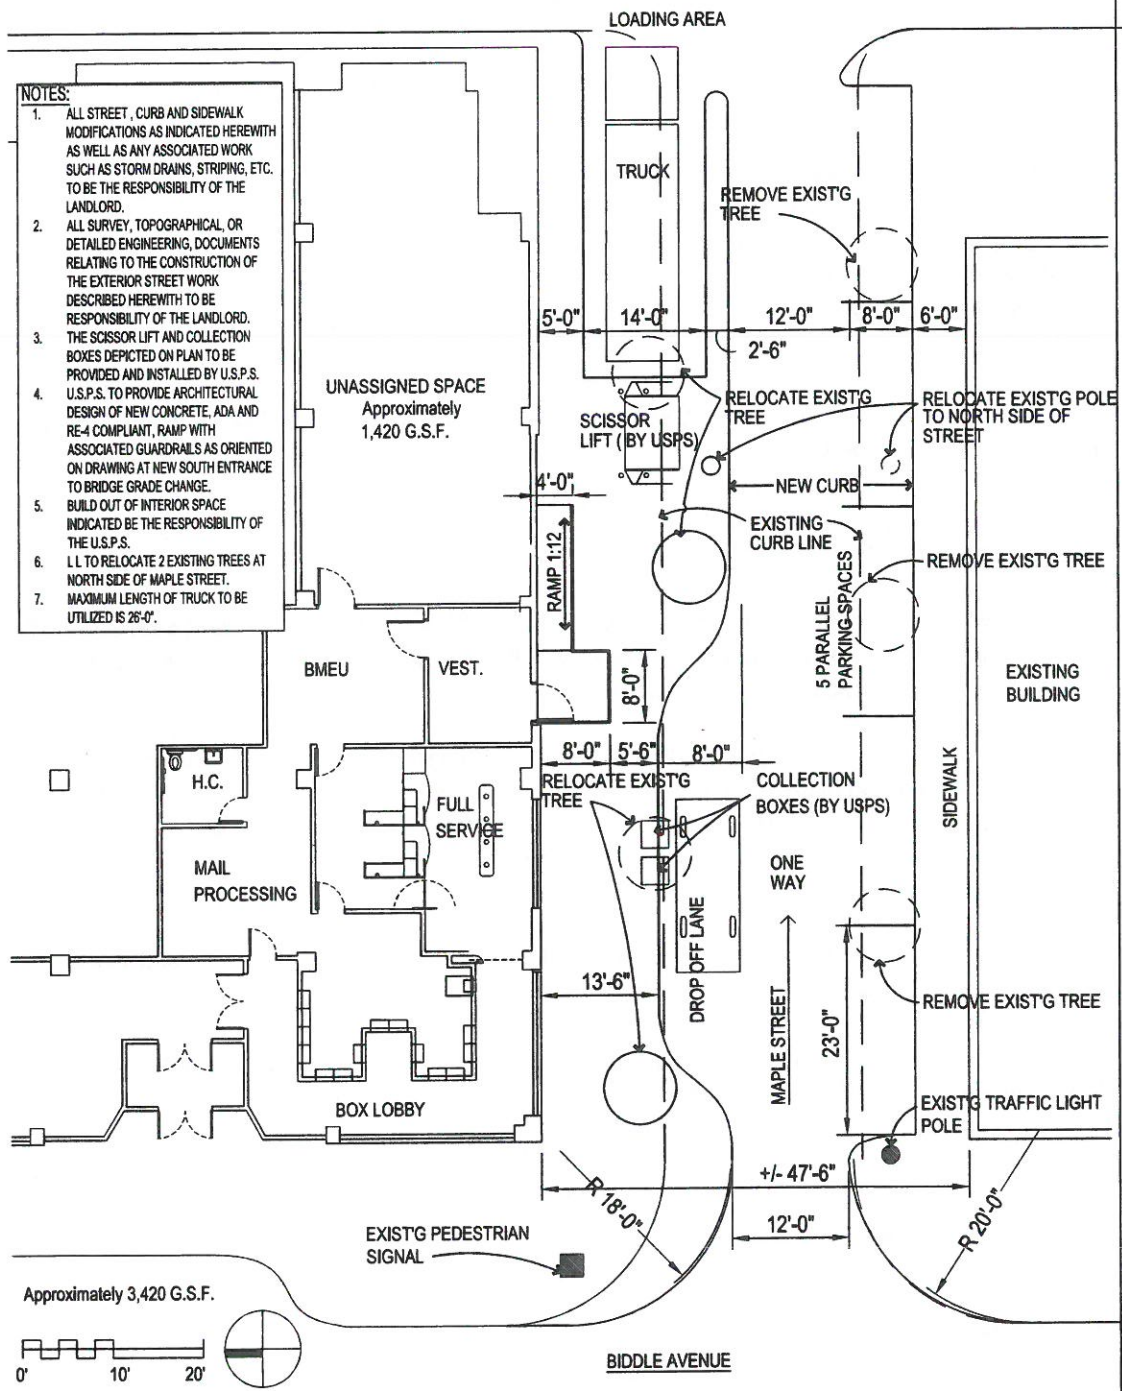 LOADING AREA
NOTES:
1. ALL STREET , CURB AND SIDEWALK
MODIFICATIONS AS INDICATED HEREWITH
AS WELL AS ANY ASSOCIATED WORK
SUCH AS STORM DRAINS, STRIPING, ETC.
TO BE THE RESPONSIBILITY OF THE
LANDLORD.
2. ALL SURVEY, TOPOGRAPHICAL, OR
DETAILED ENGINEERING, DOCUMENTS
RELATING TO THE CONSTRUCTION OF
THE EXTERIOR STREET WORK
DESCRIBED HEREWITH TO BE
RESPONSIBILITY OF THE LANDLORD.
3. THE SCISSOR LIFT AND COLLECTION
BOXES DEPICTED ON PLAN TO BE
PROVIDED AND INSTALLED BY U.S.P.S.
4. U.S.P.S. TO PROVIDE ARCHITECTURAL
DESIGN OF NEW CONCRETE, ADA AND
RE-4 COMPLIANT, RAMP WITH
ASSOCIATED GUARDRAILS AS ORIENTED
ON DRAWING AT NEW SOUTH ENTRANCE
TO BRIDGE GRADE CHANGE.
5. BUILD OUT OF INTERIOR SPACE
INDICATED BE THE RESPONSIBILITY OF
THE U.S.P.S.
6. L L TO RELOCATE 2 EXISTING TREES AT
NORTH SIDE OF MAPLE STREET.
7. MAXIMUM LENGTH OF TRUCK TO BE
UTILIZED IS 26'-0".
TRUCK
REMOVE EXIST'G
TREE
5'-0"
14'-0"
12'-0"
8'-0"
6'-0"
2'-6"
UNASSIGNED SPACE
Approximately
1,420 G.S.F.
SCISSOR
LIFT ( BY USPS)
RELOCATE EXIST'G
TREE
RELOCATE EXIST'G POLE
TO NORTH SIDE OF
STREET
4'-0"
NEW CURB
RAMP 1:12
EXISTING
CURB LINE
REMOVE EXIST'G TREE
5 PARALLEL
PARKING SPACES
BMEU
VEST.
8'-0"
EXISTING
BUILDING
8'-0"
5'-6"
8'-0"
H.C.
RELOCATE EXIST'G
TREE
COLLECTION
BOXES (BY USPS)
SIDEWALK
FULL
SERVICE
MAIL
PROCESSING
ONE
WAY
DROP OFF LANE
13'-6"
MAPLE STREET
23'-0"
REMOVE EXIST'G TREE
BOX LOBBY
EXIST'G TRAFFIC LIGHT
POLE
+/- 47'-6"
R 18'-0"
12'-0"
R 20'-0"
EXIST'G PEDESTRIAN
SIGNAL
Approximately 3,420 G.S.F.
0' 10' 20'
BIDDLE AVENUE